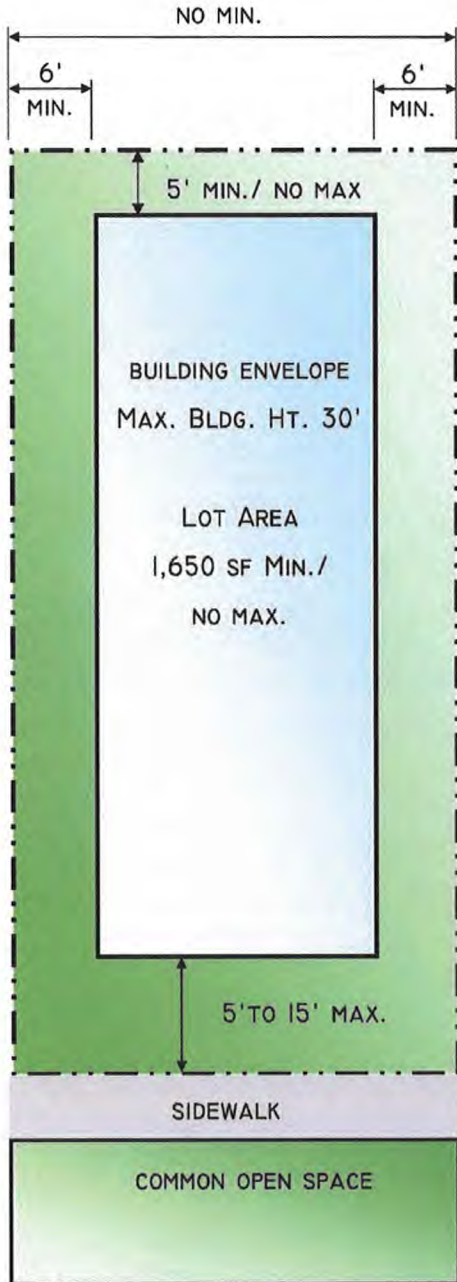 NO MIN.
6' 6'
MIN. MIN.
5' MIN./ NO MAX
BUILDING ENVELOPE
MAX. BLDG. HT. 30'
LOT AREA
1,650 SF MIN./
NO MAX.
5'TO 15' MAX.
SIDEWALK
COMMON OPEN SPACE